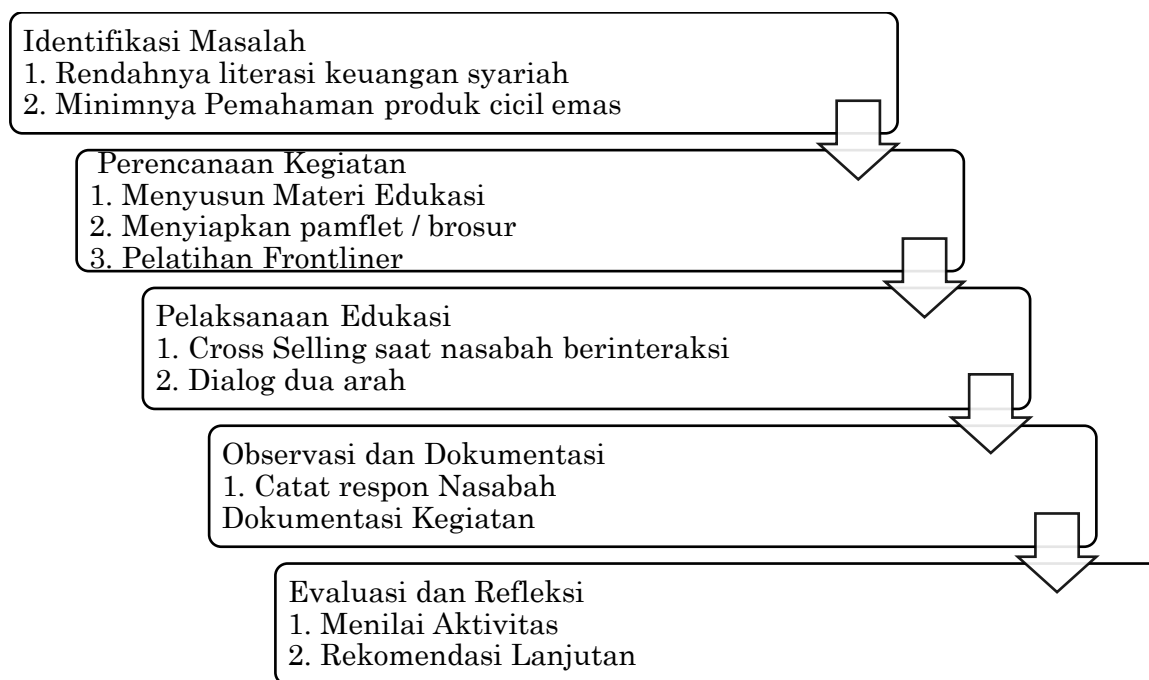 Identifikasi Masalah
1. Rendahnya literasi keuangan syariah
2. Minimnya Pemahaman produk cicil emas
Perencanaan Kegiatan
1. Menyusun Materi Edukasi
2. Menyiapkan pamflet / brosur
3. Pelatihan Frontliner
Pelaksanaan Edukasi
1. Cross Selling saat nasabah berinteraksi
2. Dialog dua arah
Observasi dan Dokumentasi
1. Catat respon Nasabah
Dokumentasi Kegiatan
Evaluasi dan Refleksi
1. Menilai Aktivitas
2. Rekomendasi Lanjutan